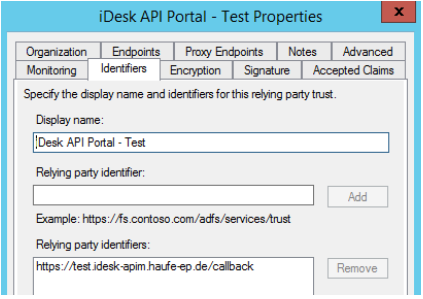 iDesk API Portal - Test Properties
x
Organization Endpoints Proxy Endpoints Notes Advanced
Monitoring Identifiers Encryption Signature Accepted Claims
Specify the display name and identifiers for this relying party trust.
Display name:
iDesk API Portal - Test
Relying party identifier:
Add
Example: https://fs.contoso.com/adfs/services/trust
Relying party identifiers:
https://test.idesk-apim.haufe-ep.de/callback
Remove